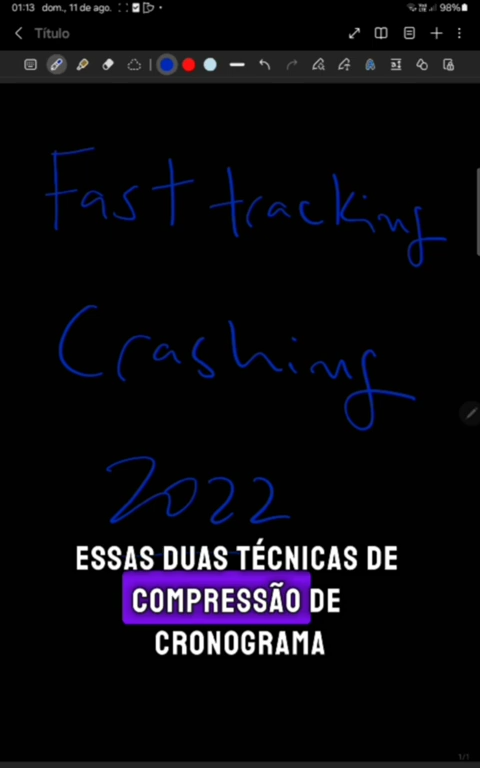 01:13 dom., 11 de ago. 98%
Título
Fast tracking
Crashing
2022
ESSAS DUAS TÉCNICAS DE
COMPRESSÃO DE
CRONOGRAMA
1/1